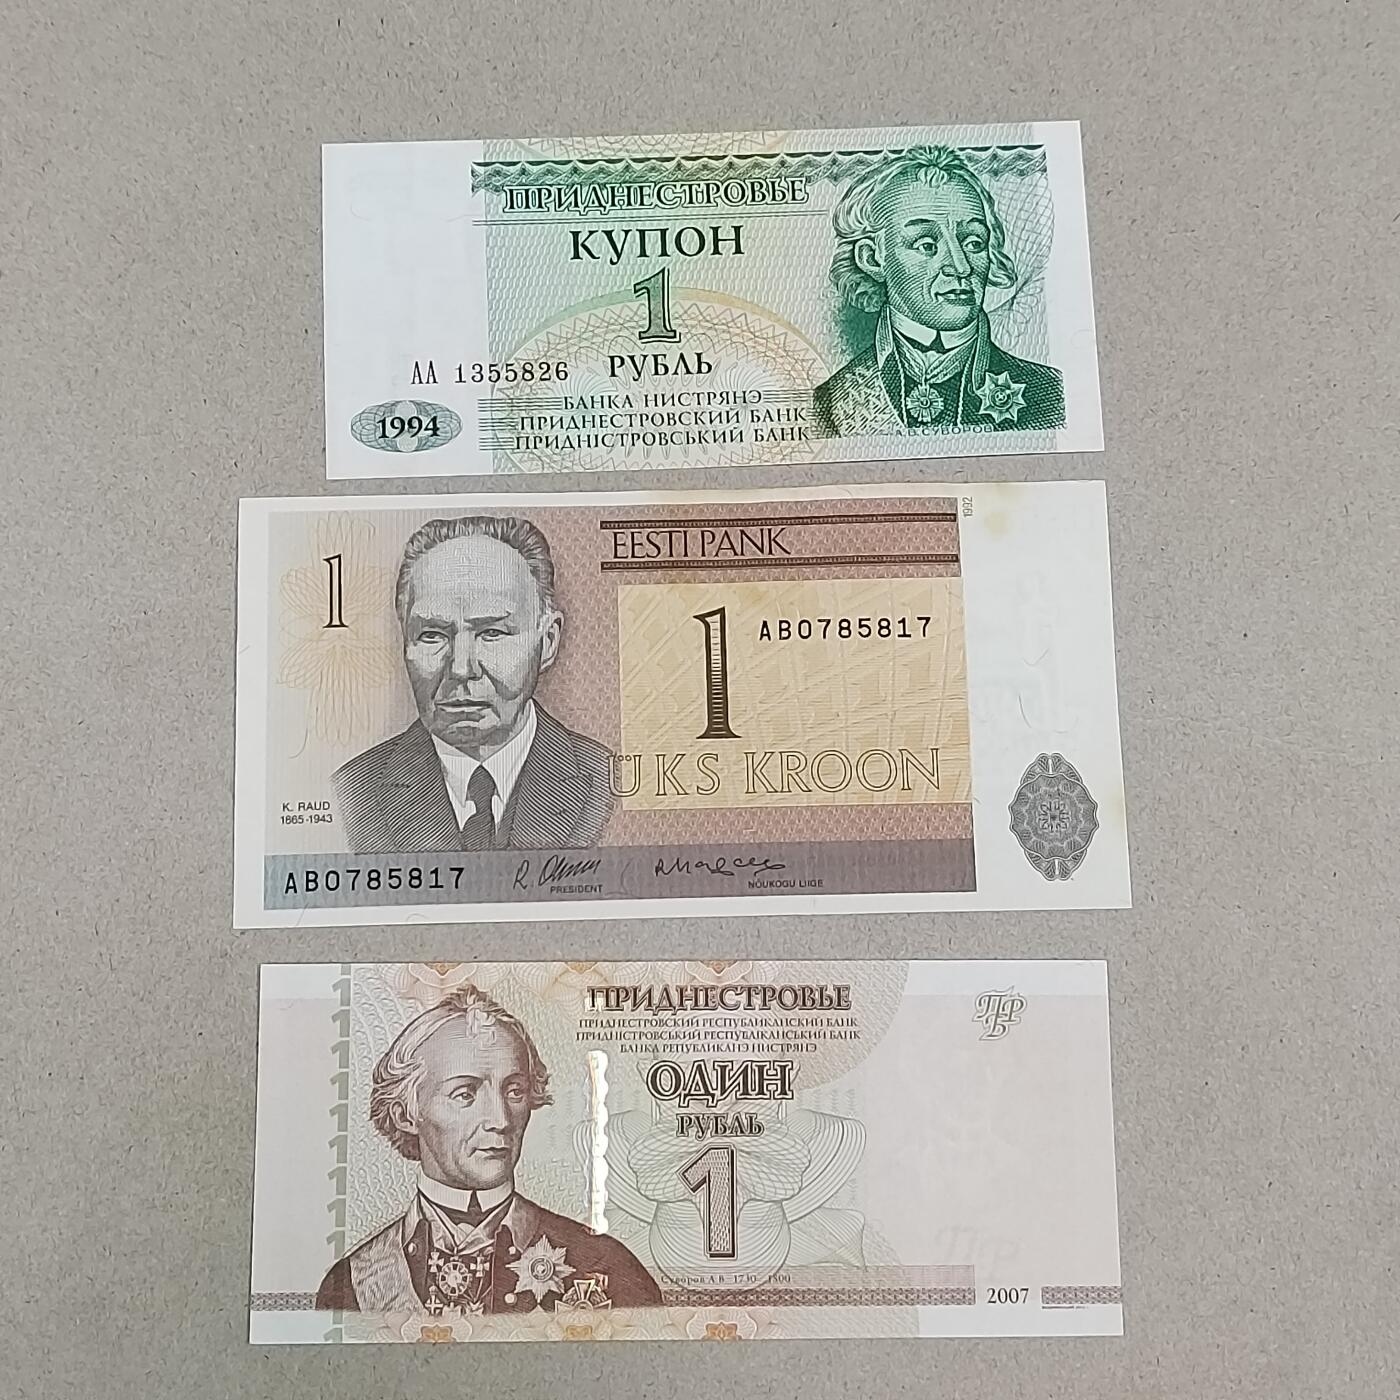 ПРИДНЕСТРОВЬЕ
КУПОН
1
РУБЛЬ
АА 1355826
1994
БАНКА НИСТРЯНЭ
ПРИДНЕСТРОВСКИЙ БАНК
ПРИДНІСТРОВСЬКИЙ БАНК
А.В.СУВОРОВ
1992
EESTI PANK
1
1
AB0785817
ÜKS KROON
K. RAUD
1865-1943
AB0785817
PRESIDENT
NÕUKOGU LIIGE
ПРИДНЕСТРОВЬЕ
ПРИДНЕСТРОВСКИЙ РЕСПУБЛИКАНСКИЙ БАНК
ПРИДНІСТРОВСЬКИЙ РЕСПУБЛІКАНСЬКИЙ БАНК
БАНКА РЕПУБЛИКАНЭ НИСТРЯНЭ
ОДИН
РУБЛЬ
1
Суворов А.В. 1730 - 1800
ПРБ
2007